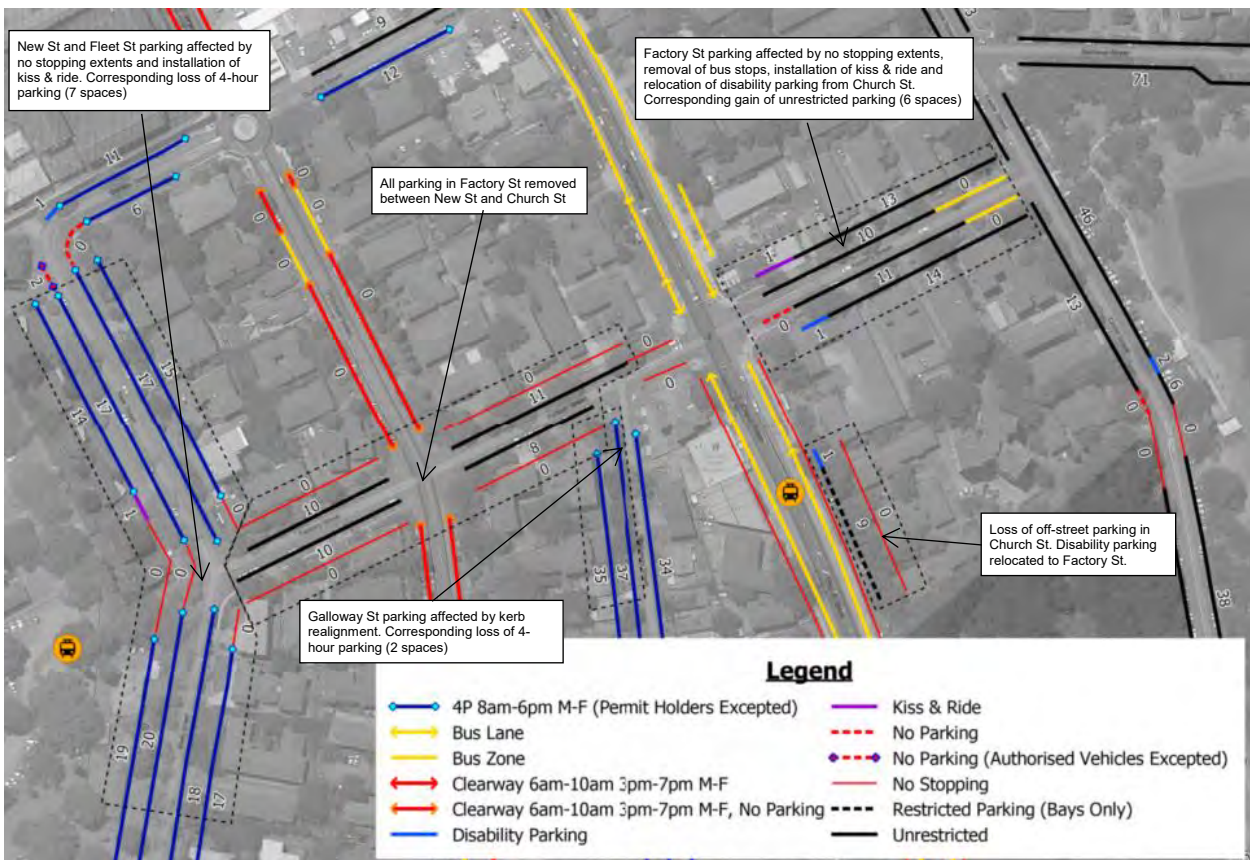 New St and Fleet St parking affected by
no stopping extents and installation of
kiss & ride. Corresponding loss of 4-hour
parking (7 spaces)
Factory St parking affected by no stopping extents,
removal of bus stops, installation of kiss & ride and
relocation of disability parking from Church St.
Corresponding gain of unrestricted parking (6 spaces)
All parking in Factory St removed
between New St and Church St
Loss of off-street parking in
Church St. Disability parking
relocated to Factory St.
Galloway St parking affected by kerb
realignment. Corresponding loss of 4-
hour parking (2 spaces)
9
12
71
11
1
6
0
2
0
0
0
0
0
0
15
17
17
14
1
0
0
0
0
0
10
10
0
0
11
8
0
0
0
1
13
0
10
11
0
14
0
1
46
13
2
6
0
0
0
38
1
9
0
35
37
34
19
20
18
17
Legend
4P 8am-6pm M-F (Permit Holders Excepted)
Bus Lane
Bus Zone
Clearway 6am-10am 3pm-7pm M-F
Clearway 6am-10am 3pm-7pm M-F, No Parking
Disability Parking
Kiss & Ride
No Parking
No Parking (Authorised Vehicles Excepted)
No Stopping
Restricted Parking (Bays Only)
Unrestricted